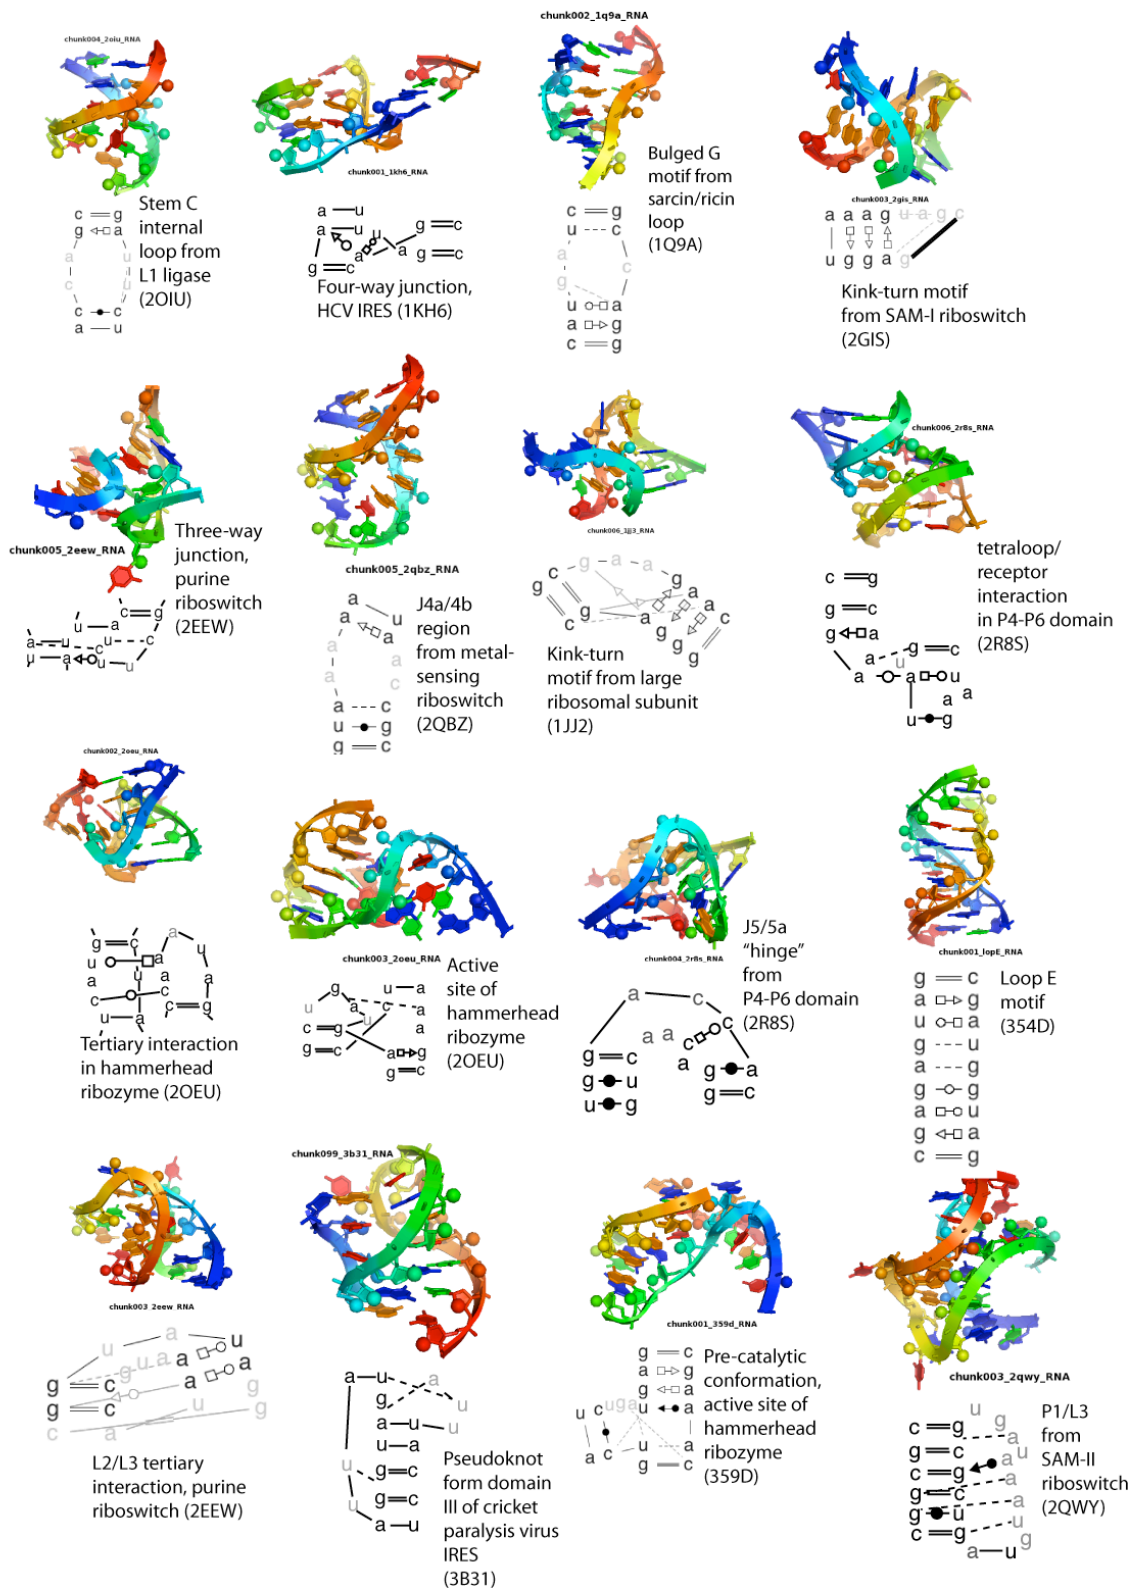 chunk004_2oiu_RNA
Stem C
internal
loop from
L1 ligase
(2OIU)
c g
g a
a u
c u
c c
a u
chunk001_1kh6_RNA
a u
a u u g c
a a
g c g c
Four-way junction,
HCV IRES (1KH6)
chunk002_1q9a_RNA
Bulged G
motif from
sarcin/ricin
loop
(1Q9A)
c g
u c
a c
g
u a
a g
c g
chunk003_2gis_RNA
a a a g u a g c
u g g a g
Kink-turn motif
from SAM-I riboswitch
(2GIS)
chunk005_2eew_RNA
Three-way
junction,
purine
riboswitch
(2EEW)
chunk005_2qbz_RNA
J4a/4b
region
from metal-
sensing
riboswitch
(2QBZ)
a u
a a
a a
a c
a c
u g
g c
chunk006_1jj3_RNA
Kink-turn
motif from large
ribosomal subunit
(1JJ2)
chunk006_2r8s_RNA
tetraloop/
receptor
interaction
in P4-P6 domain
(2R8S)
c g
g c
g a
a u g c
a a u
a
a
u g
chunk002_2oeu_RNA
Tertiary interaction
in hammerhead
ribozyme (2OEU)
chunk003_2oeu_RNA
Active
site of
hammerhead
ribozyme
(2OEU)
chunk004_2r8s_RNA
J5/5a
“hinge”
from
P4-P6 domain
(2R8S)
a c c
a a c
g c a
g u g a
u g g c
chunk001_lopE_RNA
Loop E
motif
(354D)
g c
a g
u a
g u
a g
g g
a u
g a
c g
chunk003_2eew_RNA
L2/L3 tertiary
interaction, purine
riboswitch (2EEW)
chunk099_3b31_RNA
Pseudoknot
form domain
III of cricket
paralysis virus
IRES
(3B31)
chunk001_359d_RNA
Pre-catalytic
conformation,
active site of
hammerhead
ribozyme
(359D)
chunk003_2qwy_RNA
P1/L3
from
SAM-II
riboswitch
(2QWY)